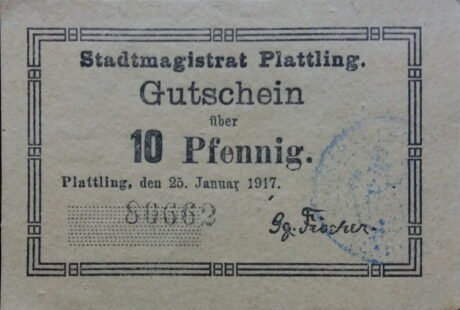 Stadtmagistrat Plattling.
Gutschein
über
10 Pfennig.
Plattling, den 25. Januar 1917.
80662
Gg. Fischer